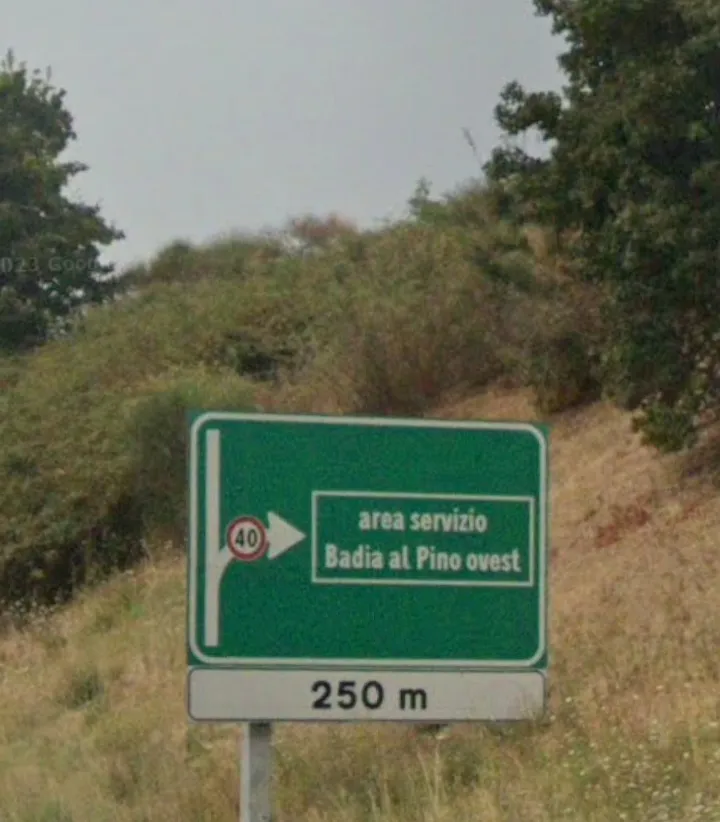 area servizio
Badia al Pino ovest
40
250 m